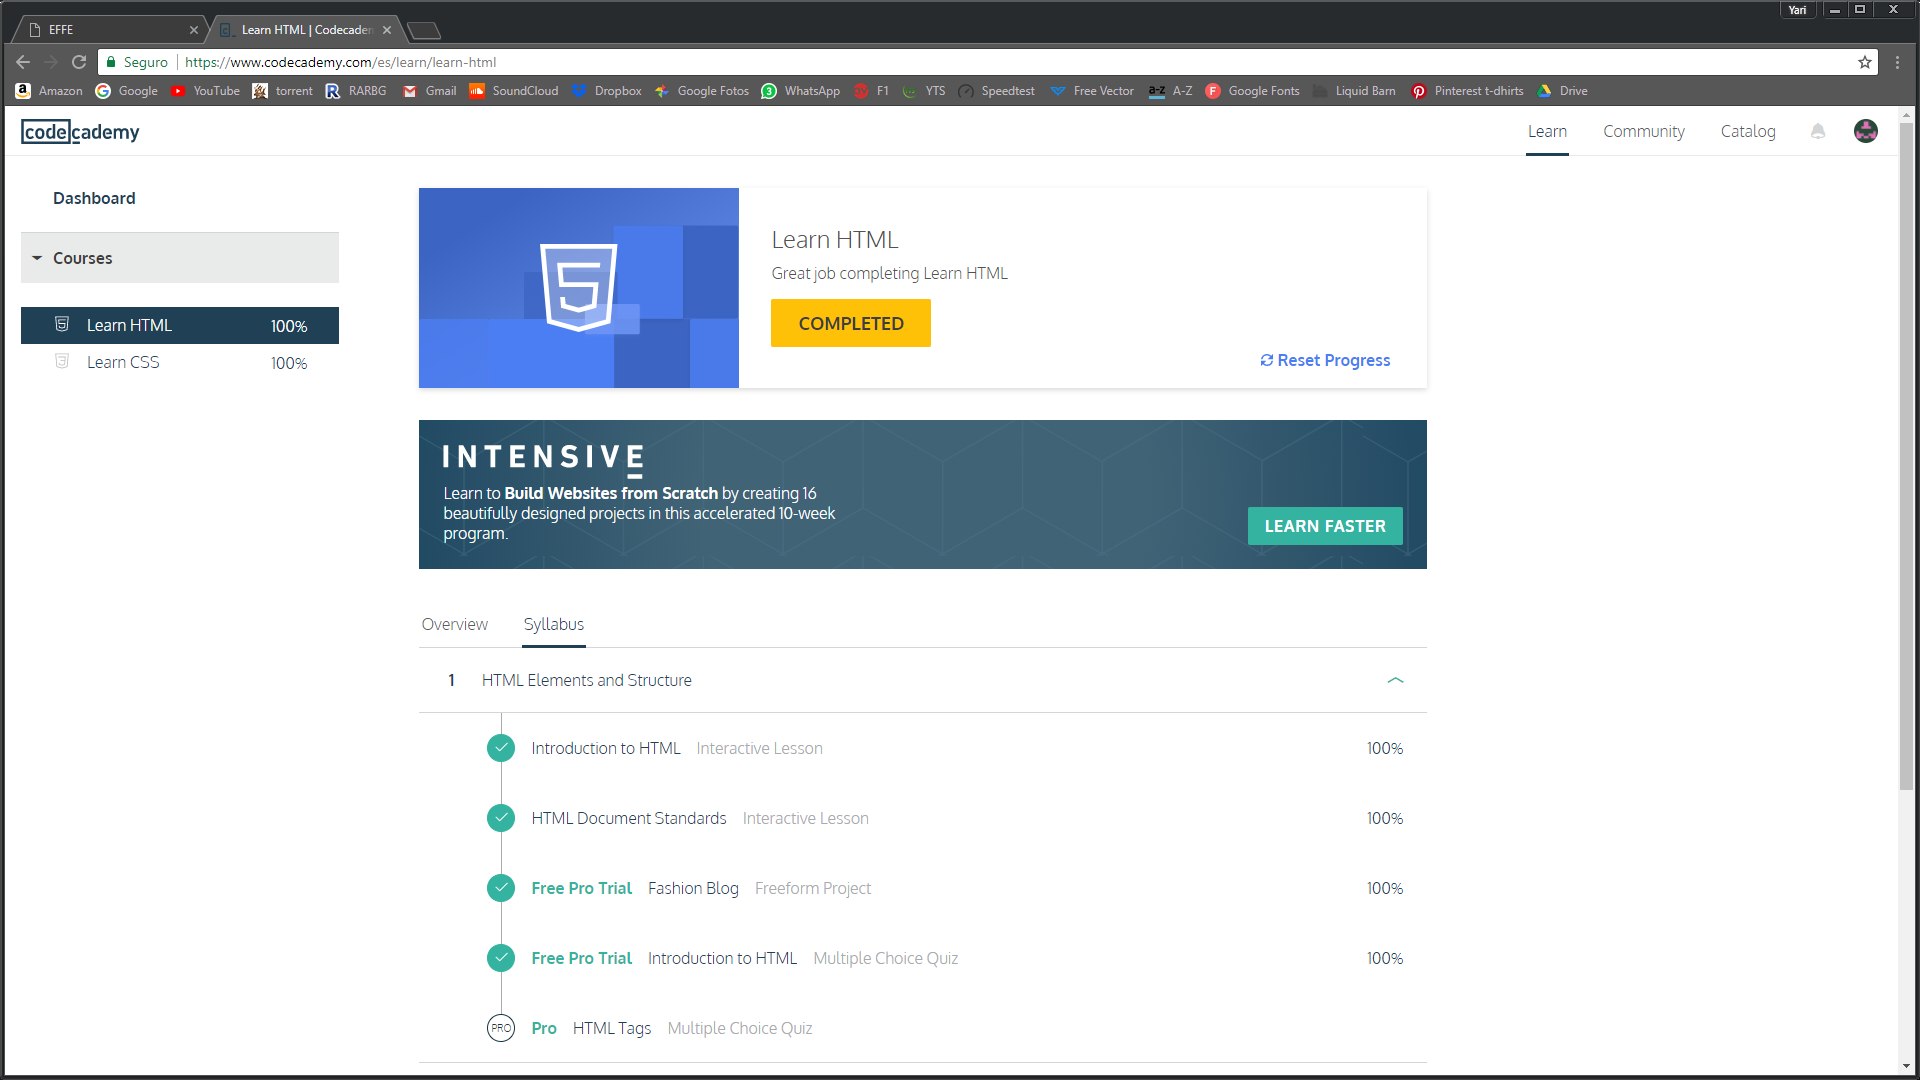 Yari
EFFE
Learn HTML | Codecaden
Seguro https://www.codecademy.com/es/learn/learn-html
Amazon Google YouTube torrent RARBG Gmail SoundCloud Dropbox Google Fotos WhatsApp F1 YTS Speedtest Free Vector A-Z Google Fonts Liquid Barn Pinterest t-dhirts Drive
codecademy
Learn Community Catalog
Dashboard
Courses
Learn HTML 100%
Learn CSS 100%
Learn HTML
Great job completing Learn HTML
COMPLETED
Reset Progress
INTENSIVE
Learn to Build Websites from Scratch by creating 16
beautifully designed projects in this accelerated 10-week
program.
LEARN FASTER
Overview Syllabus
1 HTML Elements and Structure
Introduction to HTML Interactive Lesson 100%
HTML Document Standards Interactive Lesson 100%
Free Pro Trial Fashion Blog Freeform Project 100%
Free Pro Trial Introduction to HTML Multiple Choice Quiz 100%
PRO Pro HTML Tags Multiple Choice Quiz